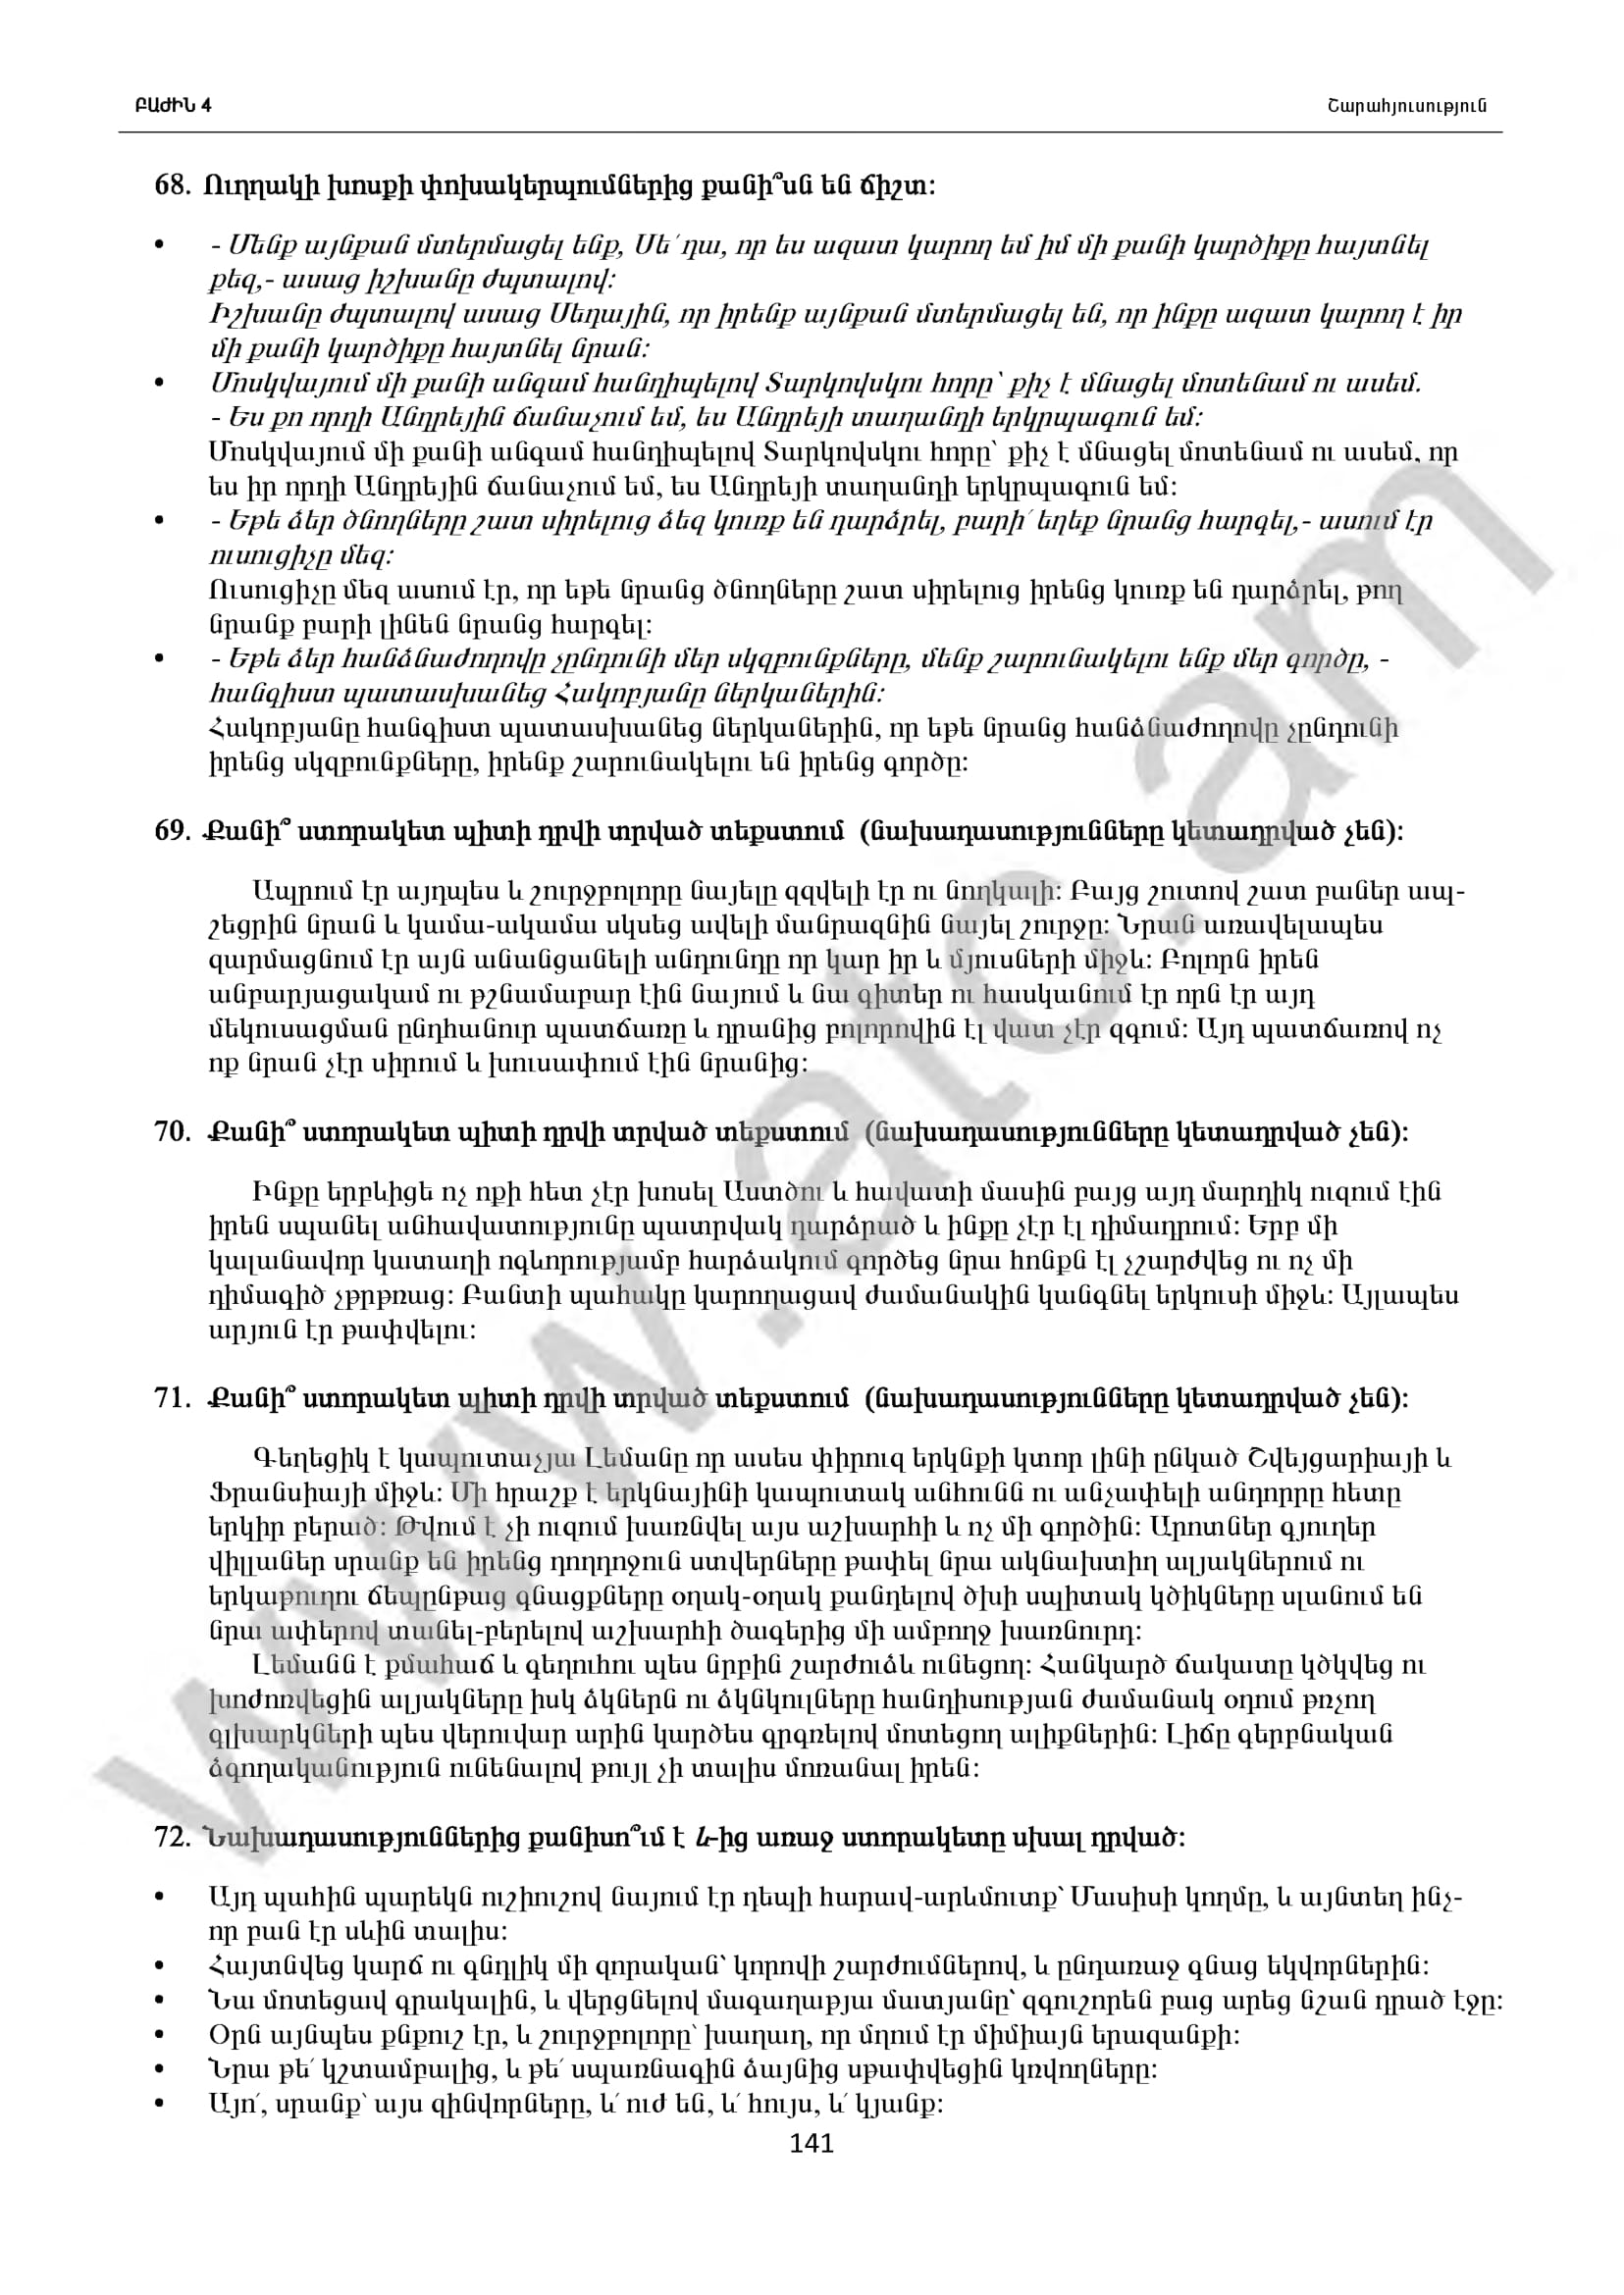 ԲԱԺԻՆ 4
Շարահյուսություն
68. Ուղղակի խոսքի փոխակերպումներից քանի՞սն են ճիշտ:
• - Մենք այնքան մտերմացել ենք, Սե՛դա, որ ես ազատ կարող եմ իմ մի քանի կարծիքը հայտնել
քեզ,- ասաց իշխանը ժպտալով:
Իշխանը ժպտալով ասաց Սեդային, որ իրենք այնքան մտերմացել են, որ ինքը ազատ կարող է իր
մի քանի կարծիքը հայտնել նրան:
• Մոսկվայում մի քանի անգամ հանդիպելով Տարկովսկու հորը՝ քիչ է մնացել մոտենամ ու ասեմ.
- Ես քո որդի Անդրեյին ճանաչում եմ, ես Անդրեյի տաղանդի երկրպագուն եմ:
Մոսկվայում մի քանի անգամ հանդիպելով Տարկովսկու հորը՝ քիչ է մնացել մոտենամ ու ասեմ, որ
ես իր որդի Անդրեյին ճանաչում եմ, ես Անդրեյի տաղանդի երկրպագուն եմ:
• - Եթե ձեր ծնողները շատ սիրելուց ձեզ կուռք են դարձրել, բարի՛ եղեք նրանց հարգել,- ասում էր
ուսուցիչը մեզ:
Ուսուցիչը մեզ ասում էր, որ եթե նրանց ծնողները շատ սիրելուց իրենց կուռք են դարձրել, թող
նրանք բարի լինեն նրանց հարգել:
• - Եթե ձեր հանձնաժողովը չընդունի մեր սկզբունքները, մենք շարունակելու ենք մեր գործը, -
հանգիստ պատասխանեց Հակոբյանը ներկաներին:
Հակոբյանը հանգիստ պատասխանեց ներկաներին, որ եթե նրանց հանձնաժողովը չընդունի
իրենց սկզբունքները, իրենք շարունակելու են իրենց գործը:
69. Քանի՞ ստորակետ պիտի դրվի տրված տեքստում (նախադասությունները կետադրված չեն):
Ապրում էր այդպես և շուրջբոլորը նայելը զզվելի էր ու նողկալի: Բայց շուտով շատ բաներ ապ-
շեցրին նրան և կամա-ակամա սկսեց ավելի մանրազնին նայել շուրջը: Նրան առավելապես
զարմացնում էր այն անանցանելի անդունդը որ կար իր և մյուսների միջև: Բոլորն իրեն
անբարյացակամ ու թշնամաբար էին նայում և նա գիտեր ու հասկանում էր որն էր այդ
մեկուսացման ընդհանուր պատճառը և դրանից բոլորովին էլ վատ չէր զգում: Այդ պատճառով ոչ
ոք նրան չէր սիրում և խուսափում էին նրանից:
70. Քանի՞ ստորակետ պիտի դրվի տրված տեքստում (նախադասությունները կետադրված չեն):
Ինքը երբևիցե ոչ ոքի հետ չէր խոսել Աստծու և հավատի մասին բայց այդ մարդիկ ուզում էին
իրեն սպանել անհավատությունը պատրվակ դարձրած և ինքը չէր էլ դիմադրում: Երբ մի
կալանավոր կատաղի ոգևորությամբ հարձակում գործեց նրա հոնքն էլ չշարժվեց ու ոչ մի
դիմագիծ չթրթռաց: Բանտի պահակը կարողացավ ժամանակին կանգնել երկուսի միջև: Այլապես
արյուն էր թափվելու:
71. Քանի՞ ստորակետ պիտի դրվի տրված տեքստում (նախադասությունները կետադրված չեն):
Գեղեցիկ է կապուտաչյա Լեմանը որ ասես փիրուզ երկնքի կտոր լինի ընկած Շվեյցարիայի և
Ֆրանսիայի միջև: Մի հրաշք է երկնայինի կապուտակ անհունն ու անչափելի անդորրը հետը
երկիր բերած: Թվում է չի ուզում խառնվել այս աշխարհի և ոչ մի գործին: Արոտներ գյուղեր
վիլլաներ սրանք են իրենց դողդոջուն ստվերները թափել նրա ակնախտիղ ալյակներում ու
երկաթուղու ճեպընթաց գնացքները օղակ-օղակ քանդելով ծխի սպիտակ կծիկները սլանում են
նրա ափերով տանել-բերելով աշխարհի ծագերից մի ամբողջ խառնուրդ:
Լեմանն է քմահաճ և գեղուհու պես նրբին շարժուձև ունեցող: Հանկարծ ճակատը կծկվեց ու
խոժոռվեցին ալյակները իսկ ձկներն ու ձկնկուլները հանդիսության ժամանակ օդում թռչող
գլխարկների պես վերուվար արին կարծես գրգռելով մոտեցող ալիքներին: Լիճը գերբնական
ձգողականություն ունենալով թույլ չի տալիս մոռանալ իրեն:
72. Նախադասություններից քանիսո՞ւմ է և-ից առաջ ստորակետը սխալ դրված:
• Այդ պահին պարեկն ուշիուշով նայում էր դեպի հարավ-արևմուտք՝ Մասիսի կողմը, և այնտեղ ինչ-
որ բան էր սևին տալիս:
• Հայտնվեց կարճ ու գնդլիկ մի զորական՝ կորովի շարժումներով, և ընդառաջ գնաց եկվորներին:
• Նա մոտեցավ գրակալին, և վերցնելով մագաղաթյա մատյանը՝ զգուշորեն բաց արեց նշան դրած էջը:
• Օրն այնպես քնքուշ էր, և շուրջբոլորը՝ խաղաղ, որ մղում էր միմիայն երազանքի:
• Նրա թե՛ կշտամբալից, և թե՛ սպառնագին ձայնից սթափվեցին կռվողները:
• Այո՛, սրանք՝ այս զինվորները, և՛ ուժ են, և՛ հույս, և՛ կյանք:
141
www.atc.am